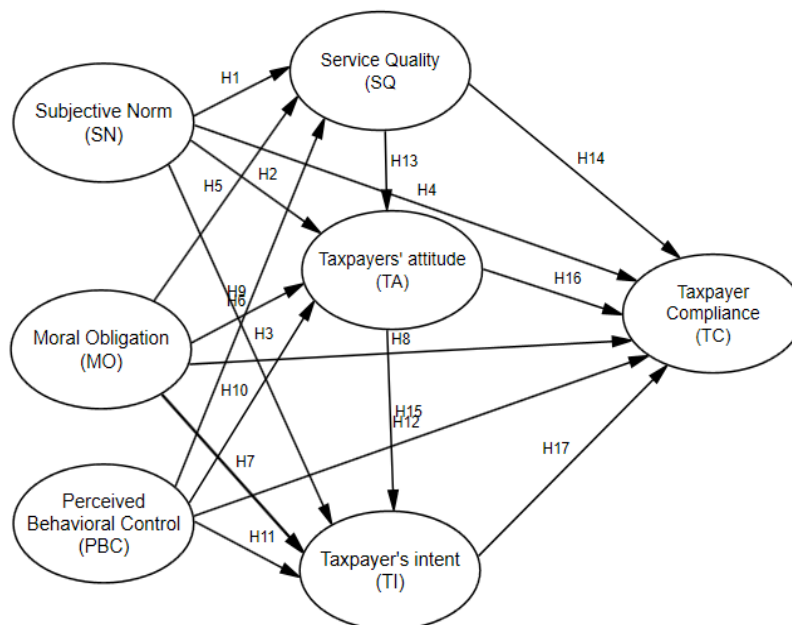 Service Quality
(SQ
H1
Subjective Norm
(SN)
H13
H14
H5
H2
H4
Taxpayers' attitude
(TA)
H16
H9
H6
Taxpayer
Compliance
(TC)
Moral Obligation
(MO)
H3
H8
H10
H15
H12
H7
H17
Perceived
Behavioral Control
(PBC)
H11
Taxpayer's intent
(TI)